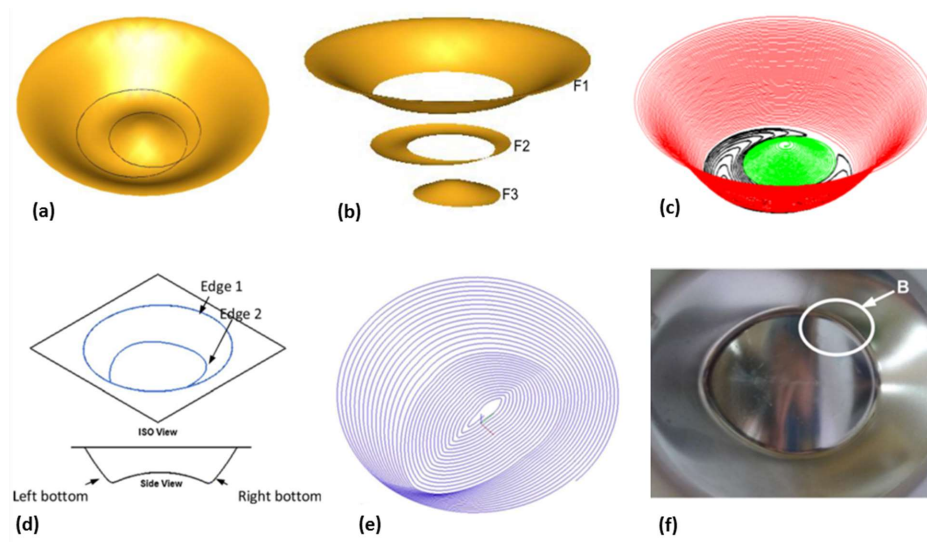 F1
F2
F3
(a)
(b)
(c)
Edge 1
Edge 2
ISO View
Side View
Left bottom
Right bottom
B
(d)
(e)
(f)